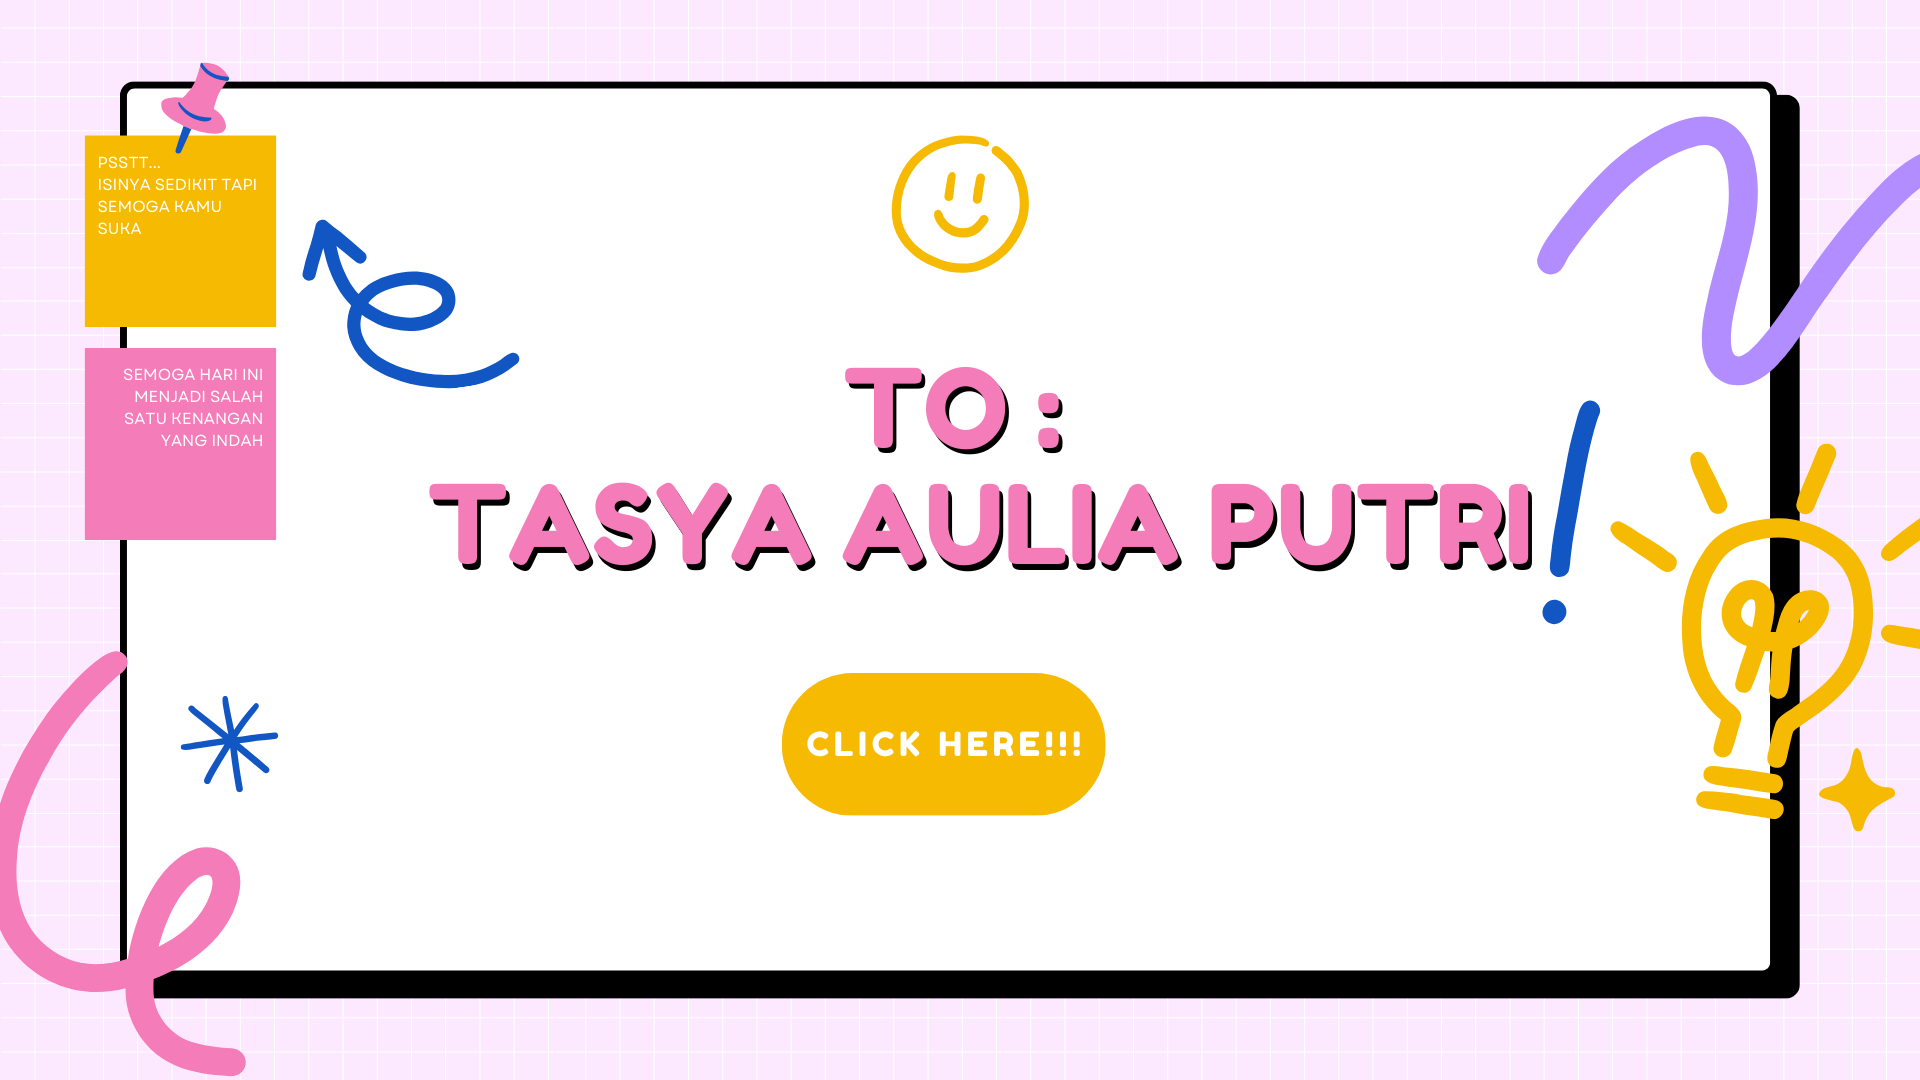 PSSTT...
ISINYA SEDIKIT TAPI
SEMOGA KAMU
SUKA
SEMOGA HARI INI
MENJADI SALAH
SATU KENANGAN
YANG INDAH
TO :
TASYA AULIA PUTRI
CLICK HERE!!!